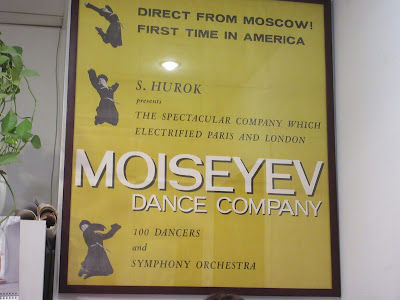 DIRECT FROM MOSCOW!
FIRST TIME IN AMERICA
S. HUROK
presents
THE SPECTACULAR COMPANY WHICH
ELECTRIFIED PARIS AND LONDON
MOISEYEV
DANCE COMPANY
100 DANCERS
and
SYMPHONY ORCHESTRA